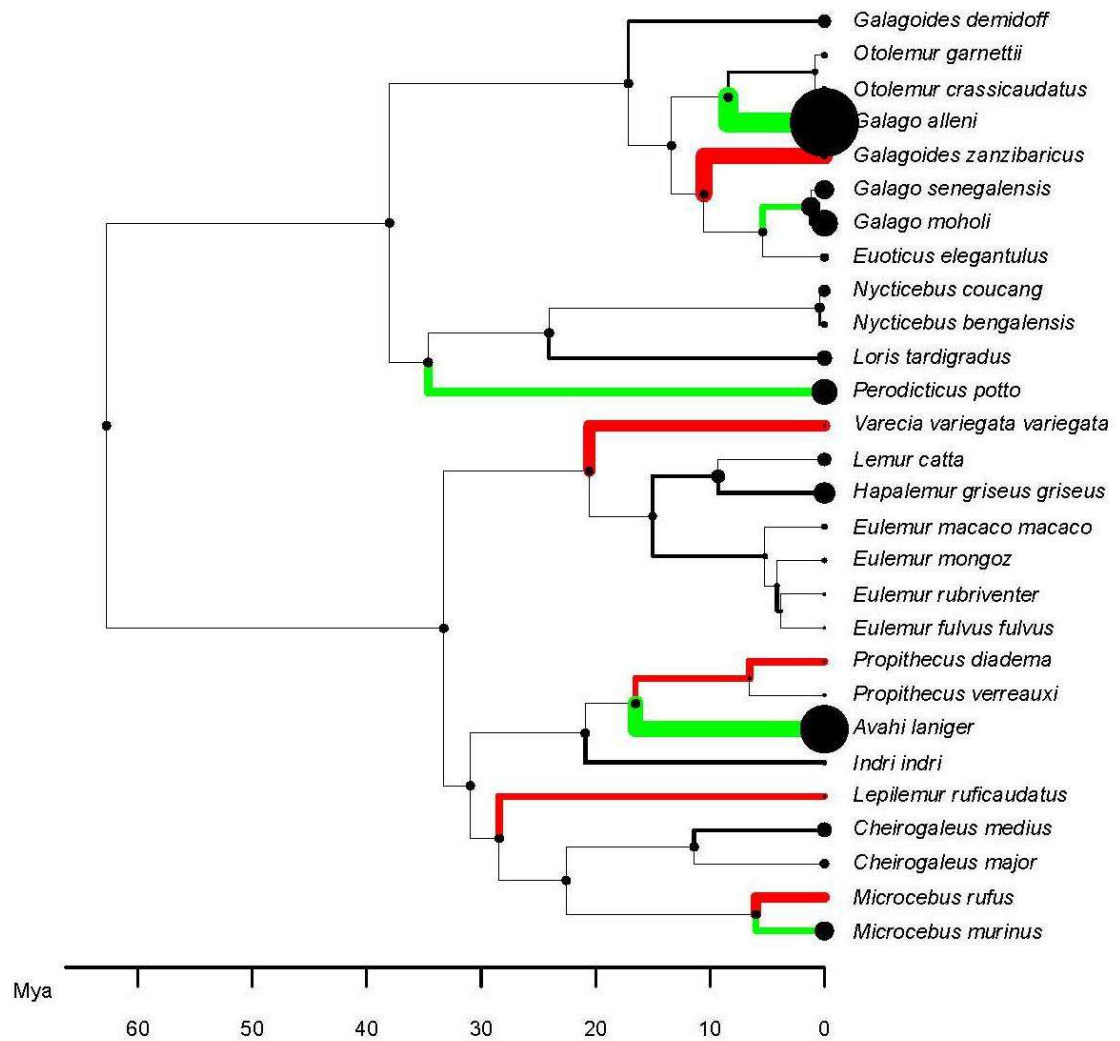 Galagoides demidoff
Otolemur garnettii
Otolemur crassicaudatus
Galago alleni
Galagoides zanzibaricus
Galago senegalensis
Galago moholi
Euoticus elegantulus
Nycticebus coucang
Nycticebus bengalensis
Loris tardigradus
Perodicticus potto
Varecia variegata variegata
Lemur catta
Hapalemur griseus griseus
Eulemur macaco macaco
Eulemur mongoz
Eulemur rubriventer
Eulemur fulvus fulvus
Propithecus diadema
Propithecus verreauxi
Avahi laniger
Indri indri
Lepilemur ruficaudatus
Cheirogaleus medius
Cheirogaleus major
Microcebus rufus
Microcebus murinus
Mya
60 50 40 30 20 10 0